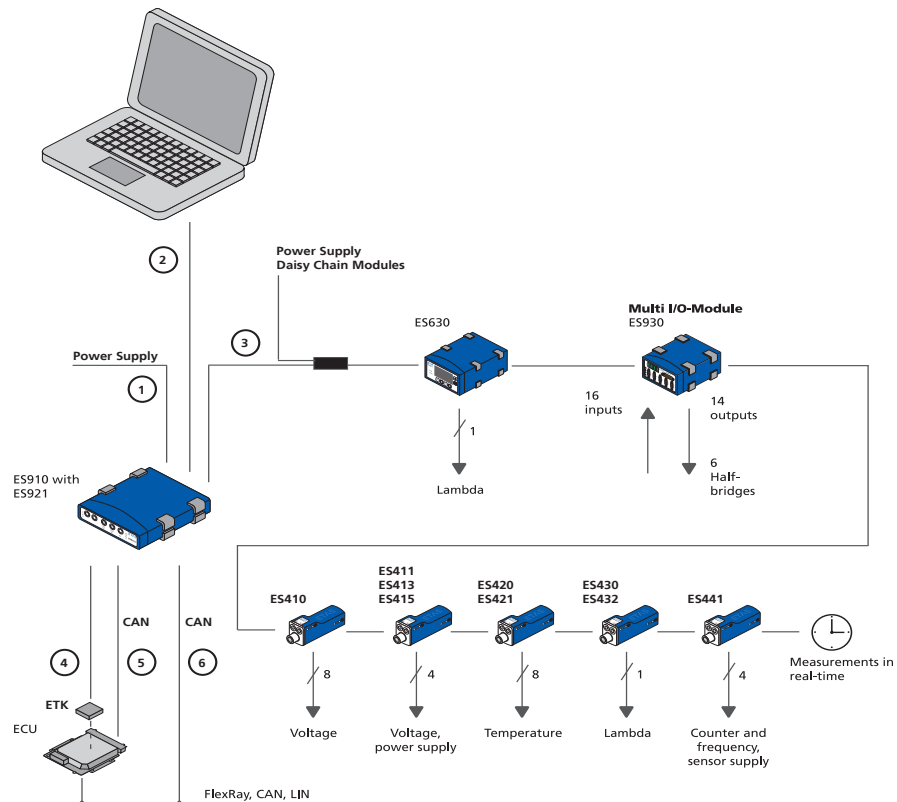 2
Power Supply
Daisy Chain Modules
3
Power Supply
1
ES630
Multi I/O-Module
ES930
16
inputs
14
outputs
1
Lambda
6
Half-
bridges
ES910 with
ES921
ES410
ES411
ES413
ES415
ES420
ES421
ES430
ES432
ES441
CAN
CAN
4
5
6
8
4
8
1
4
Measurements in
real-time
ETK
ECU
Voltage
Voltage,
power supply
Temperature
Lambda
Counter and
frequency,
sensor supply
FlexRay, CAN, LIN